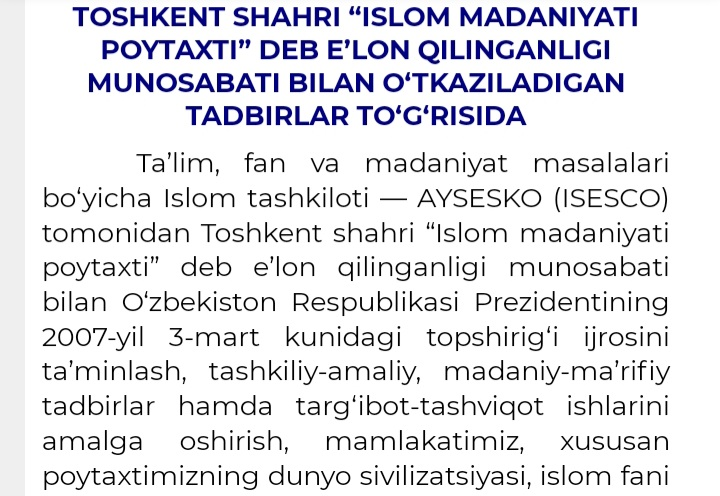 TOSHKENT SHAHRI “ISLOM MADANIYATI
POYTAXTI” DEB E’LON QILINGANLIGI
MUNOSABATI BILAN O‘TKAZILADIGAN
TADBIRLAR TO‘G‘RISIDA
Ta’lim, fan va madaniyat masalalari
bo‘yicha Islom tashkiloti — AYSESKO (ISESCO)
tomonidan Toshkent shahri “Islom madaniyati
poytaxti” deb e’lon qilinganligi munosabati
bilan O‘zbekiston Respublikasi Prezidentining
2007-yil 3-mart kunidagi topshirig‘i ijrosini
ta’minlash, tashkiliy-amaliy, madaniy-ma’rifiy
tadbirlar hamda targ‘ibot-tashviqot ishlarini
amalga oshirish, mamlakatimiz, xususan
poytaxtimizning dunyo sivilizatsiyasi, islom fani